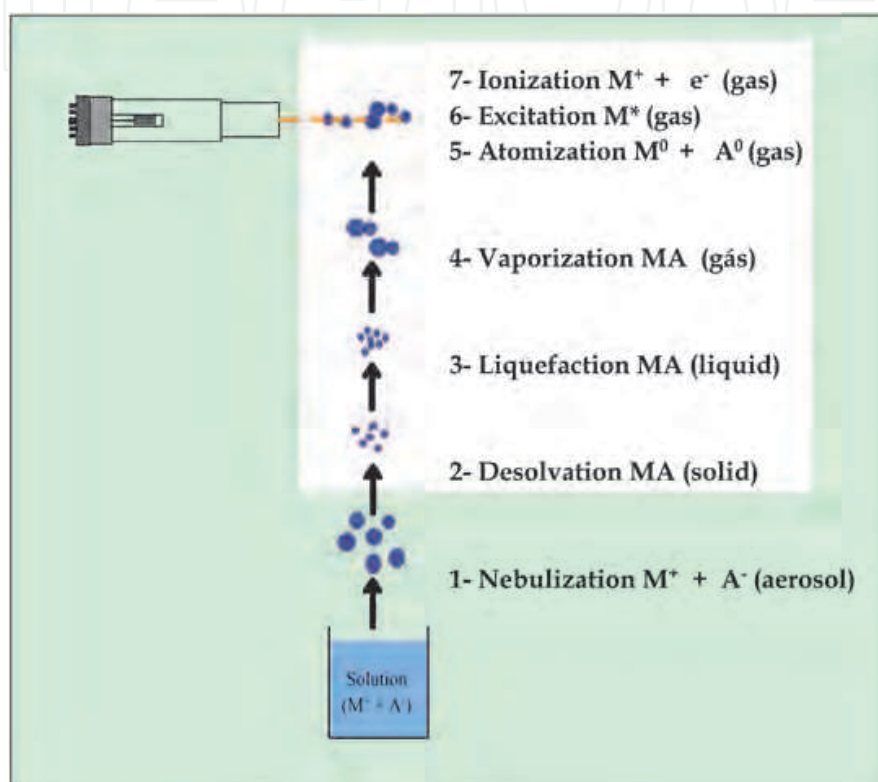 7- Ionization M⁺ + e⁻ (gas)
6- Excitation M* (gas)
5- Atomization M⁰ + A⁰ (gas)
4- Vaporization MA (gás)
3- Liquefaction MA (liquid)
2- Desolvation MA (solid)
1- Nebulization M⁺ + A⁻ (aerosol)
Solution
(M⁺ + A⁻)